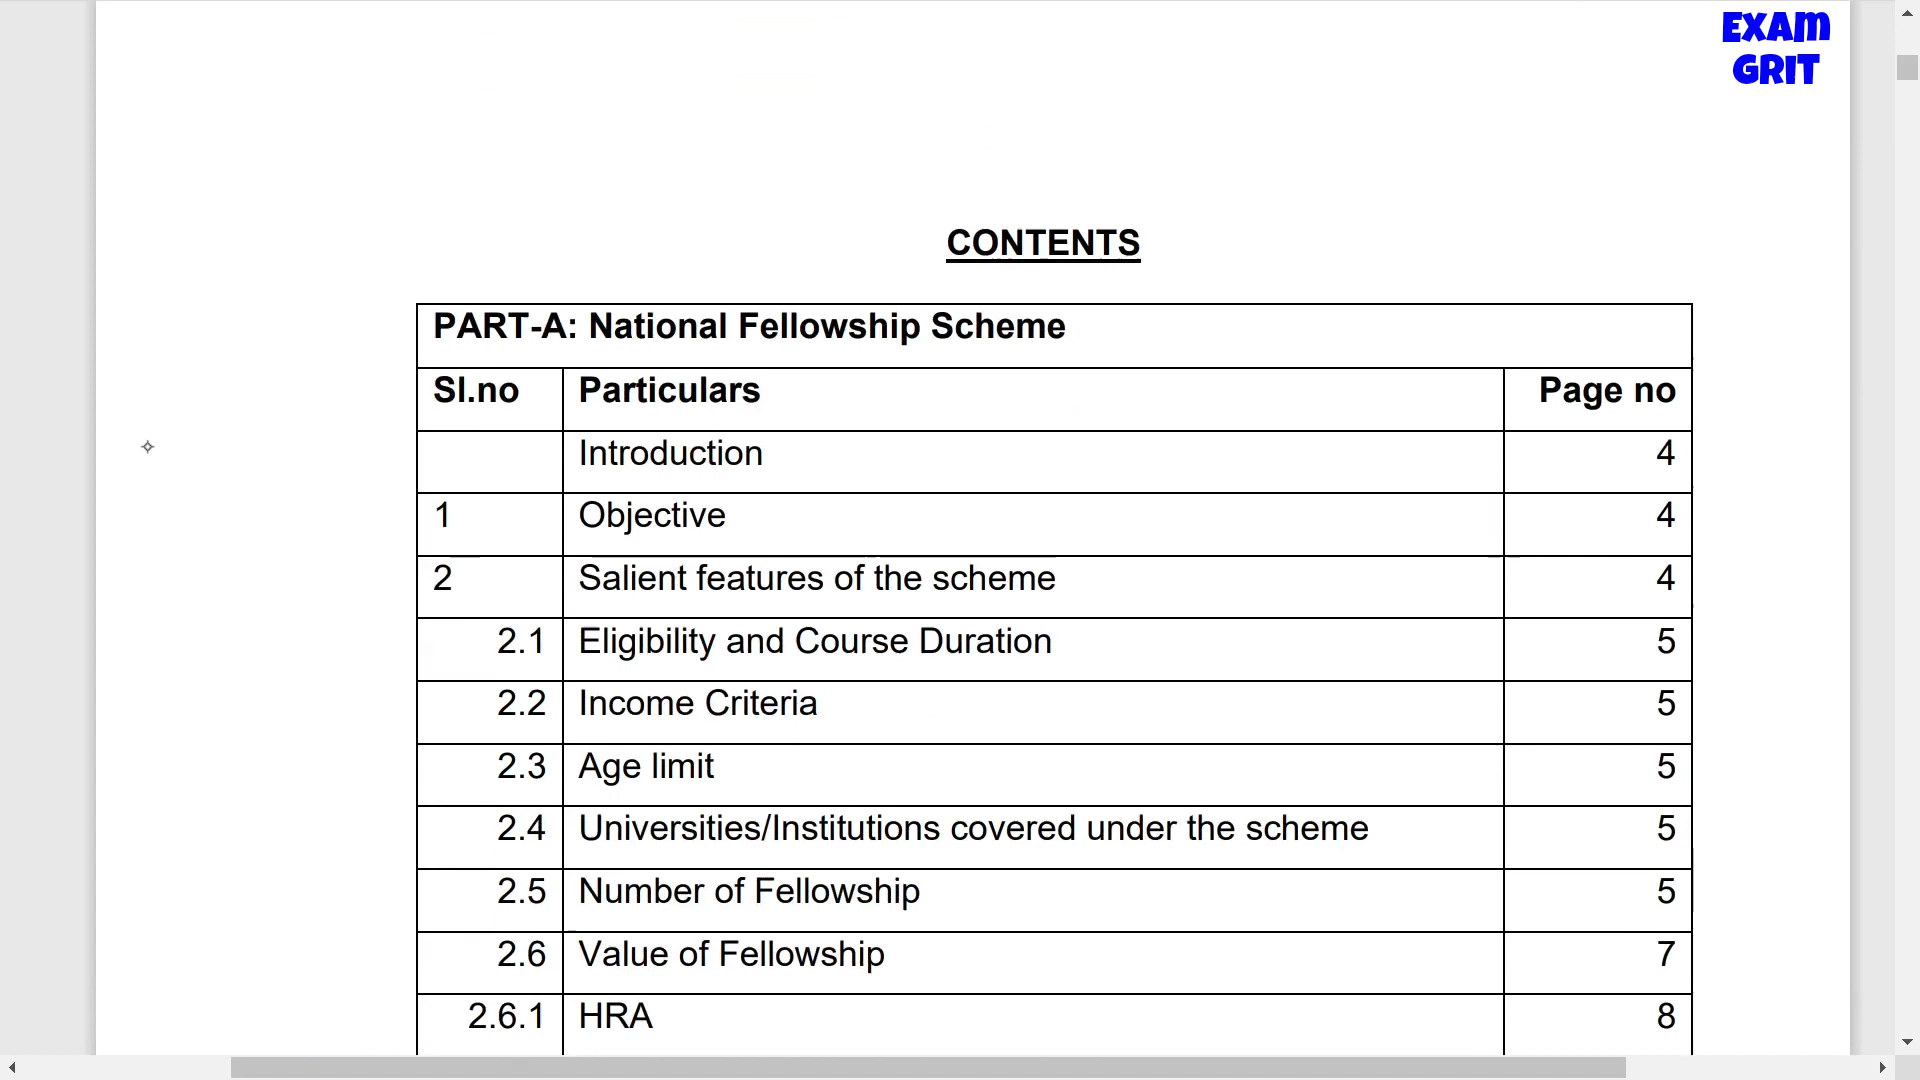 EXAM
GRIT
CONTENTS
PART-A: National Fellowship Scheme
Sl.no Particulars Page no
Introduction 4
1 Objective 4
2 Salient features of the scheme 4
2.1 Eligibility and Course Duration 5
2.2 Income Criteria 5
2.3 Age limit 5
2.4 Universities/Institutions covered under the scheme 5
2.5 Number of Fellowship 5
2.6 Value of Fellowship 7
2.6.1 HRA 8